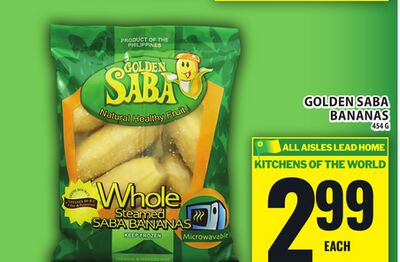 PRODUCT OF THE
PHILIPPINES
GOLDEN
SABA
Natural Healthy Fruit!
Whole
Steamed
SABA BANANAS
KEEP FROZEN
Microwavable
GOLDEN SABA
BANANAS
454 G
ALL AISLES LEAD HOME
KITCHENS OF THE WORLD
2.99
EACH